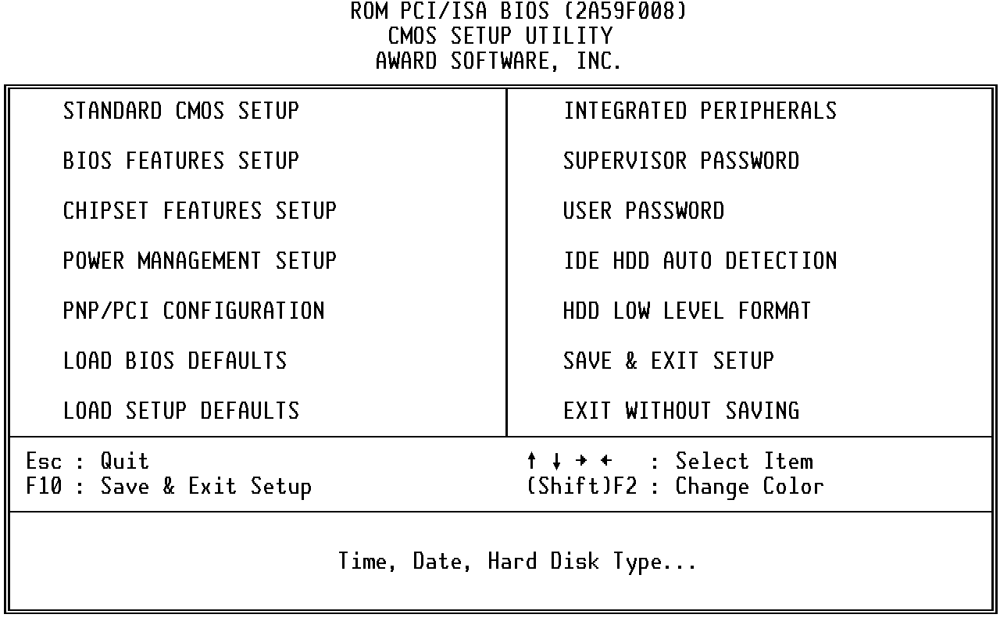 ROM PCI/ISA BIOS (2A59F008)
CMOS SETUP UTILITY
AWARD SOFTWARE, INC.
STANDARD CMOS SETUP
BIOS FEATURES SETUP
CHIPSET FEATURES SETUP
POWER MANAGEMENT SETUP
PNP/PCI CONFIGURATION
LOAD BIOS DEFAULTS
LOAD SETUP DEFAULTS
INTEGRATED PERIPHERALS
SUPERVISOR PASSWORD
USER PASSWORD
IDE HDD AUTO DETECTION
HDD LOW LEVEL FORMAT
SAVE & EXIT SETUP
EXIT WITHOUT SAVING
Esc : Quit
F10 : Save & Exit Setup
↑ ↓ → ← : Select Item
(Shift)F2 : Change Color
Time, Date, Hard Disk Type...